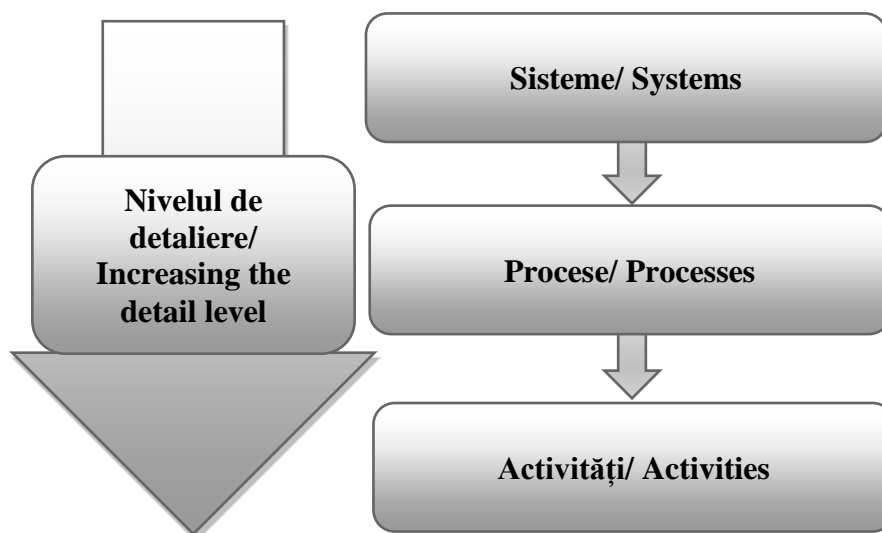 Sisteme/ Systems
Nivelul de
detaliere/
Increasing the
detail level
Procese/ Processes
Activități/ Activities